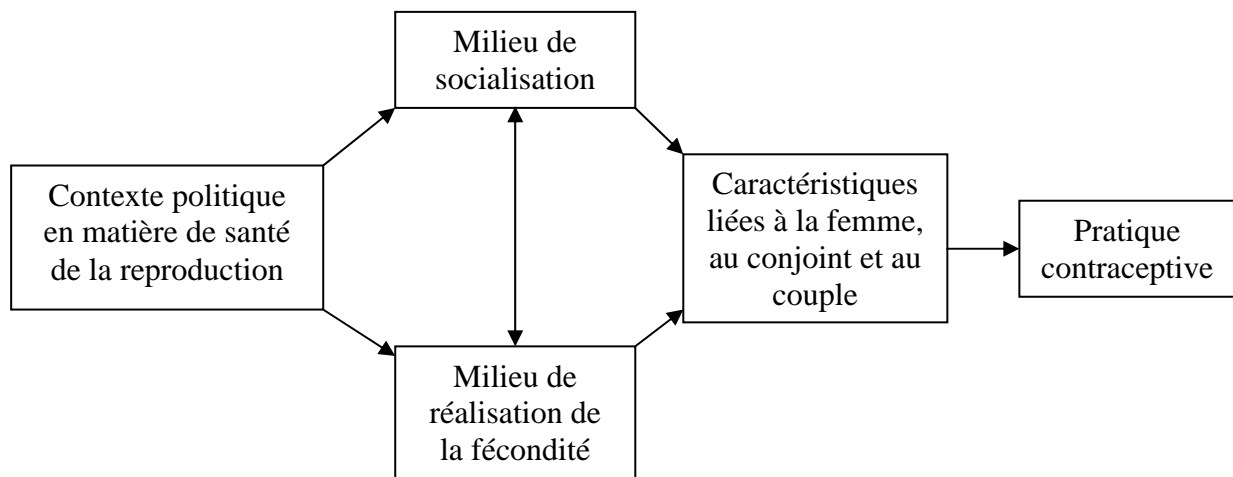 Milieu de
socialisation
Contexte politique
en matière de santé
de la reproduction
Caractéristiques
liées à la femme,
au conjoint et au
couple
Pratique
contraceptive
Milieu de
réalisation de
la fécondité